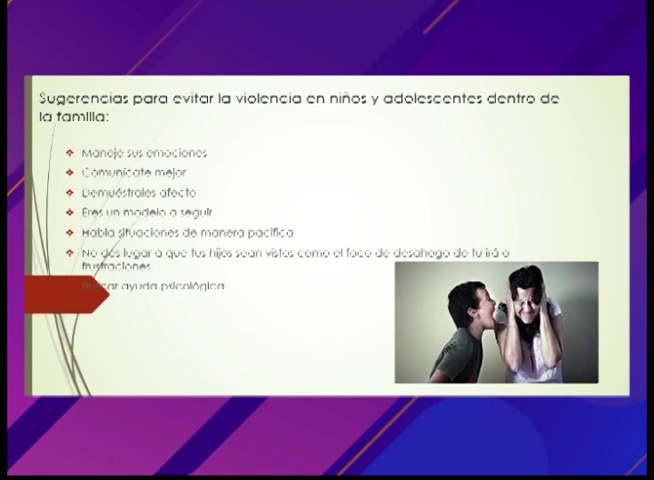 Sugerencias para evitar la violencia en niños y adolescentes dentro de
la familia:
Maneje sus emociones
Comunícate mejor
Demuéstrales afecto
Eres un modelo a seguir
Habla situaciones de manera pacifica
No des lugar a que tus hijos sean vistos como el foco de desahogo de tu irá o
frustraciones
Buscar ayuda psicológica.